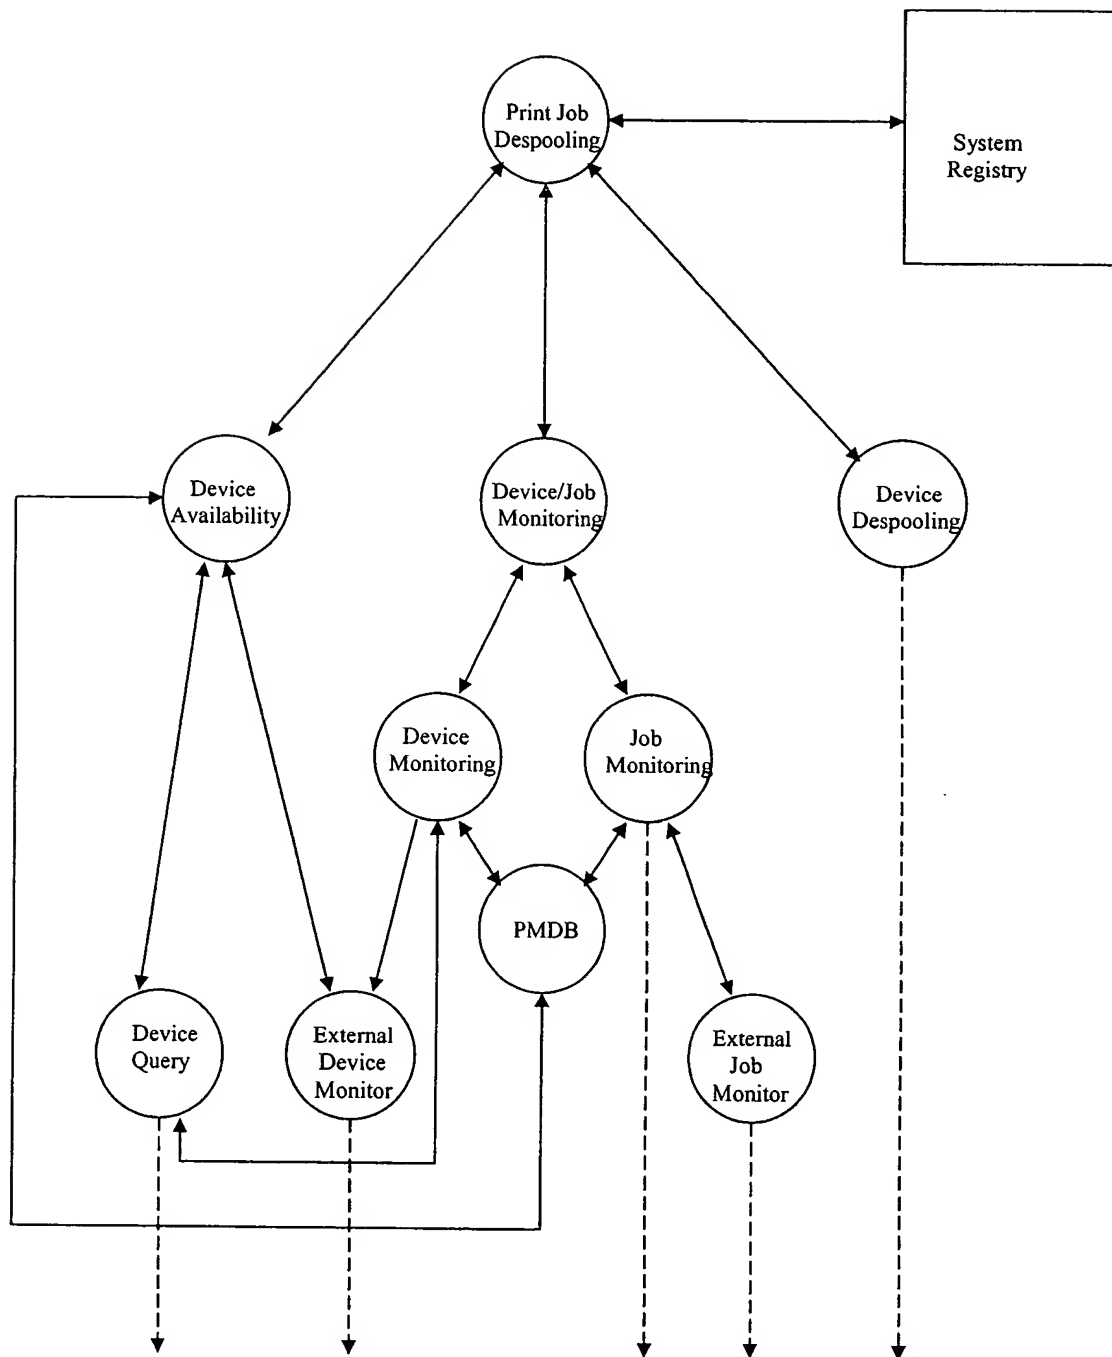 Print Job
Despooling
System
Registry
Device
Availability
Device/Job
Monitoring
Device
Despooling
Device
Monitoring
Job
Monitoring
PMDB
Device
Query
External
Device
Monitor
External
Job
Monitor